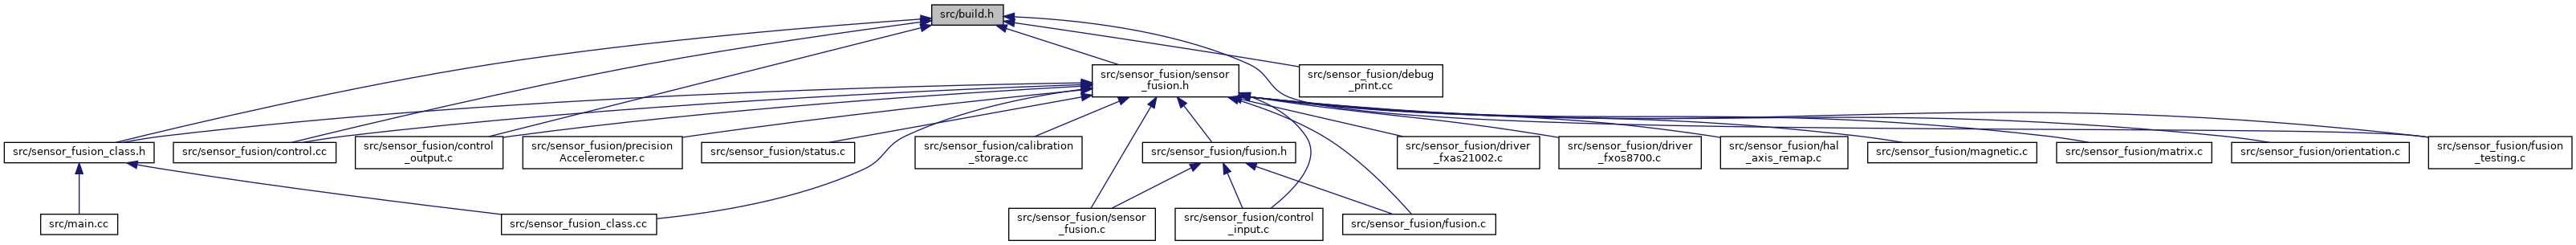 src/build.h
src/sensor_fusion/sensor
_fusion.h
src/sensor_fusion/debug
_print.cc
src/sensor_fusion_class.h
src/sensor_fusion/control.cc
src/sensor_fusion/control
_output.c
src/sensor_fusion/precision
Accelerometer.c
src/sensor_fusion/status.c
src/sensor_fusion/calibration
_storage.cc
src/sensor_fusion/fusion.h
src/sensor_fusion/driver
_fxas21002.c
src/sensor_fusion/driver
_fxos8700.c
src/sensor_fusion/hal
_axis_remap.c
src/sensor_fusion/magnetic.c
src/sensor_fusion/matrix.c
src/sensor_fusion/orientation.c
src/sensor_fusion/fusion
_testing.c
src/main.cc
src/sensor_fusion_class.cc
src/sensor_fusion/sensor
_fusion.c
src/sensor_fusion/control
_input.c
src/sensor_fusion/fusion.c